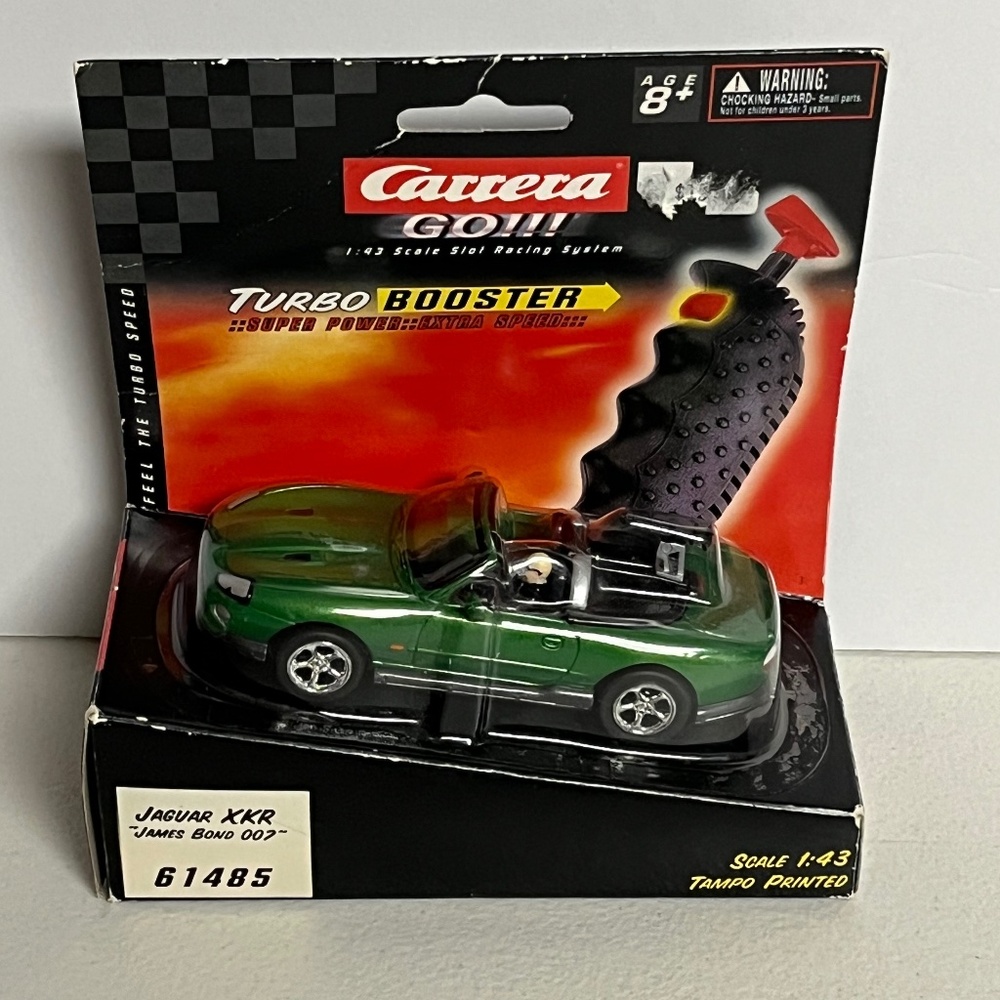 AGE
8+
WARNING:
CHOCKING HAZARD- Small parts.
Not for children under 3 years.
Carrera
GO!!!
1:43 Scale Slot Racing System
TURBO BOOSTER
::SUPER POWER::EXTRA SPEED:::
FEEL THE TURBO SPEED
JAGUAR XKR
"JAMES BOND 007"
61485
SCALE 1:43
TAMPO PRINTED